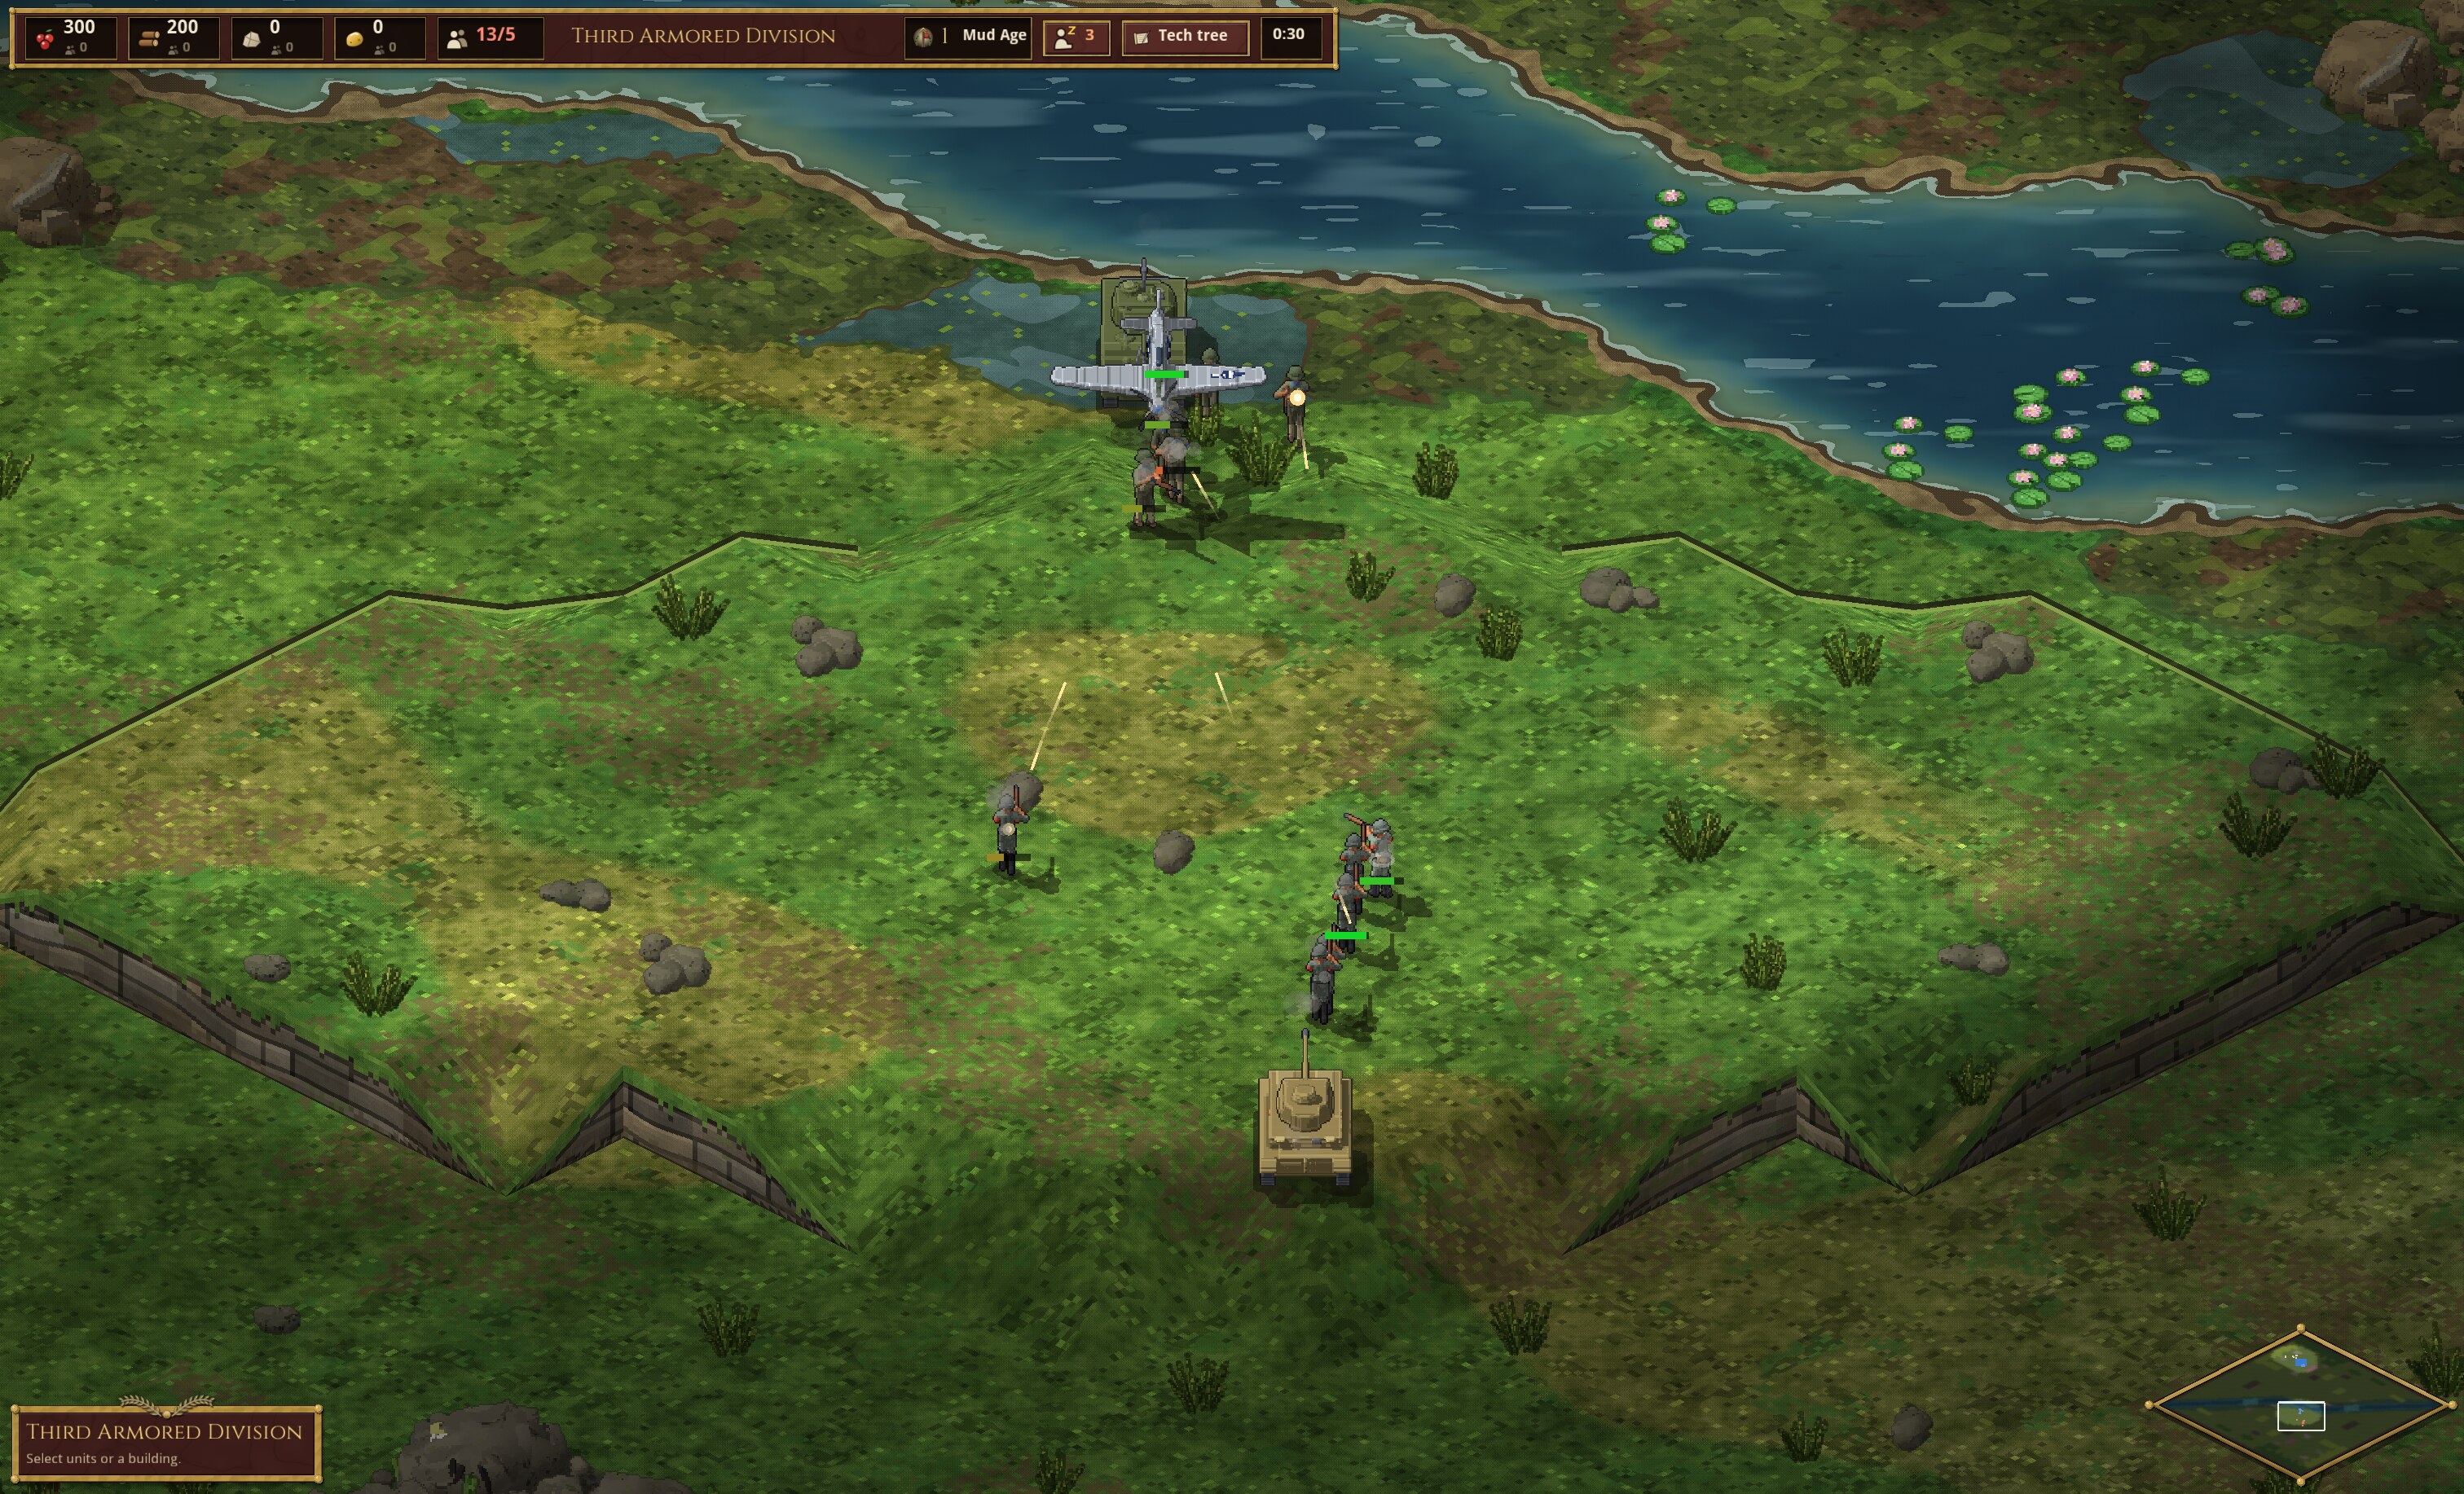 300
0
200
0
0
0
0
0
13/5
THIRD ARMORED DIVISION
1 Mud Age
z 3
Tech tree
0:30
THIRD ARMORED DIVISION
Select units or a building.